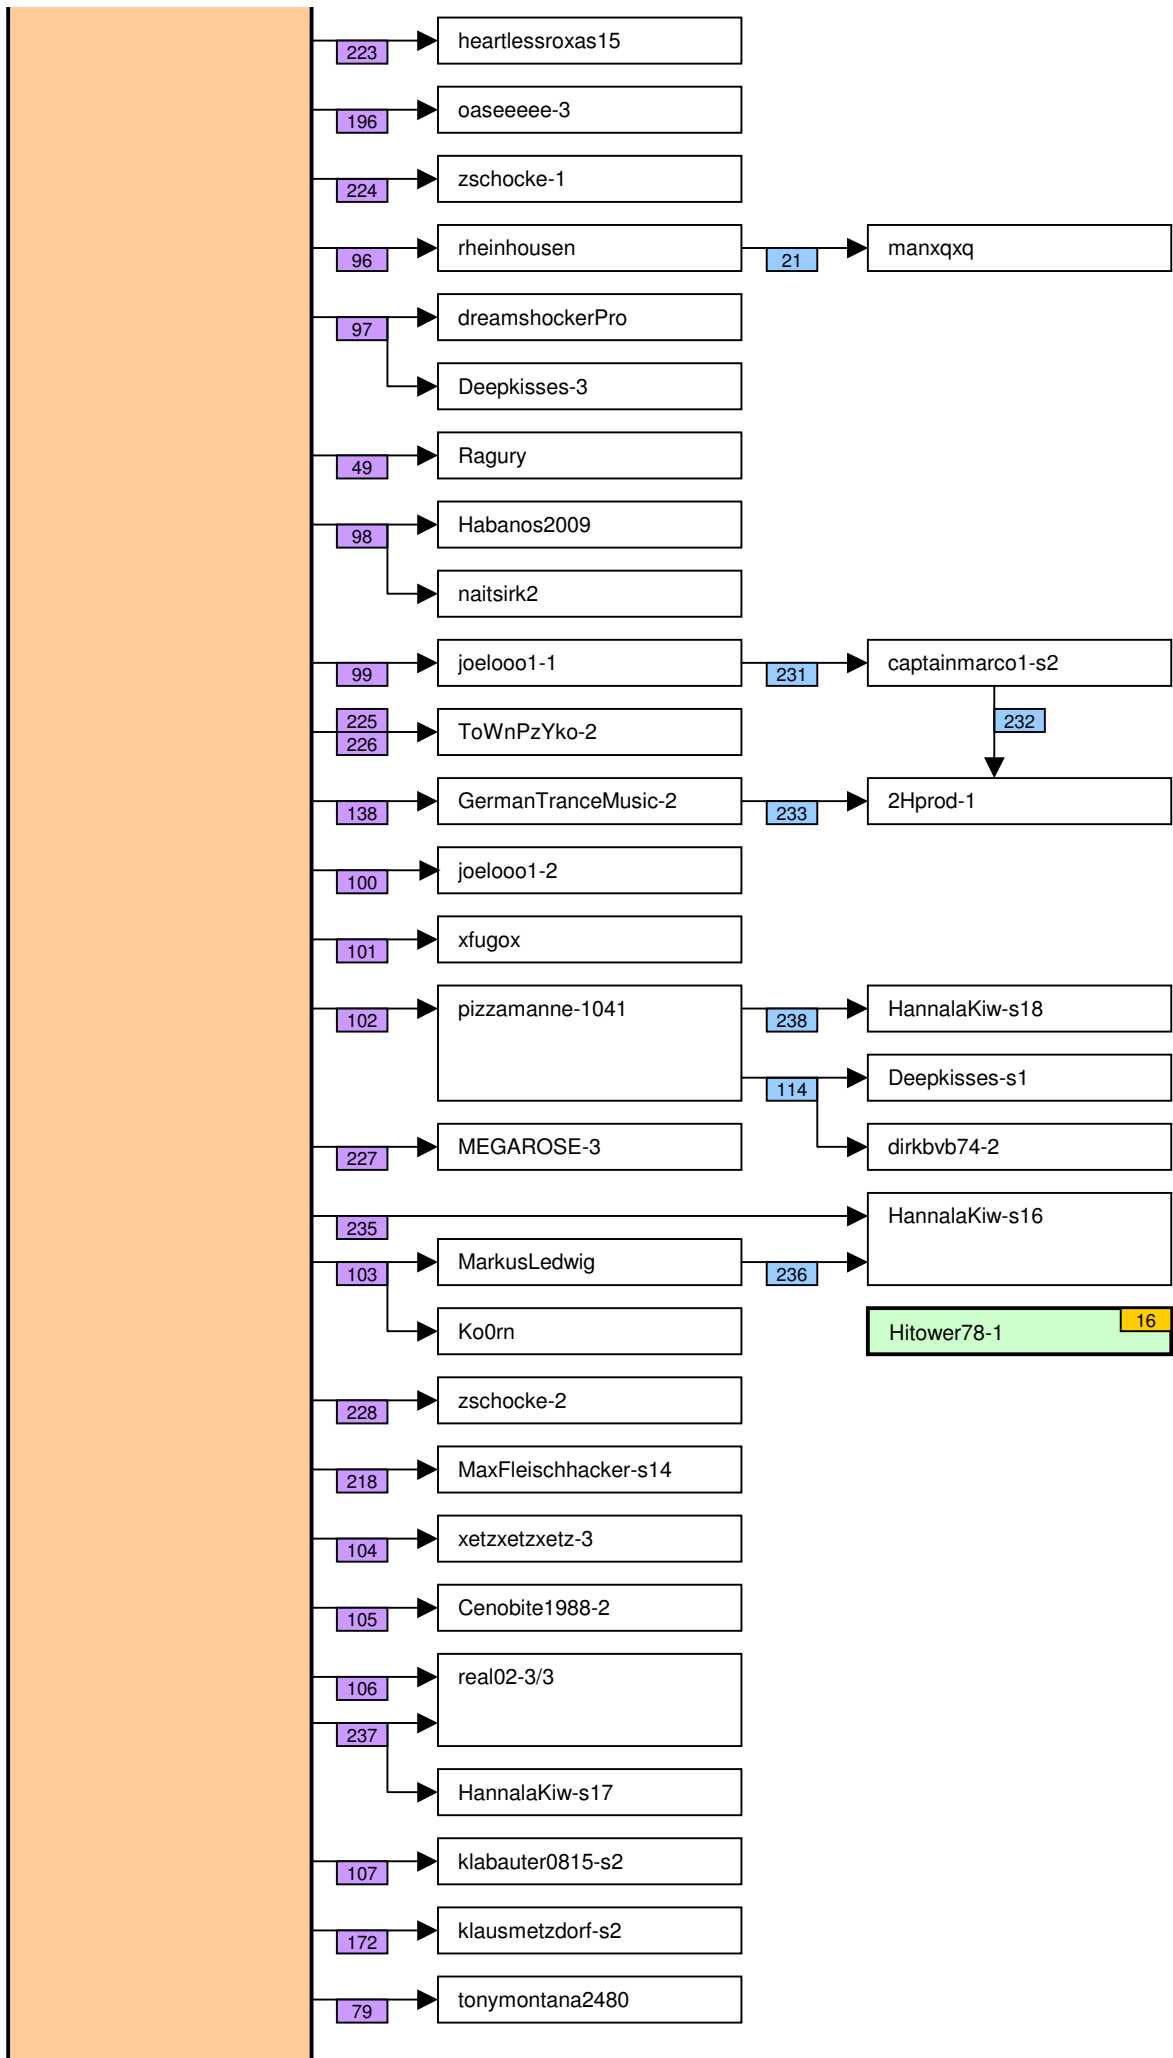 heartlessroxas15
223
oaseeeee-3
196
zschocke-1
224
rheinhousen
manxqxq
96
21
dreamshockerPro
97
Deepkisses-3
Ragury
49
Habanos2009
98
naitsirk2
joelooo1-1
captainmarco1-s2
99
231
225
232
ToWnPzYko-2
226
GermanTranceMusic-2
2Hprod-1
138
233
joelooo1-2
100
xfugox
101
pizzamanne-1041
HannalaKiw-s18
102
238
Deepkisses-s1
114
MEGAROSE-3
dirkbvb74-2
227
HannalaKiw-s16
235
MarkusLedwig
103
236
Ko0rn
16
Hitower78-1
zschocke-2
228
MaxFleischhacker-s14
218
xetzxetzxetz-3
104
Cenobite1988-2
105
real02-3/3
106
237
HannalaKiw-s17
klabauter0815-s2
107
klausmetzdorf-s2
172
tonymontana2480
79